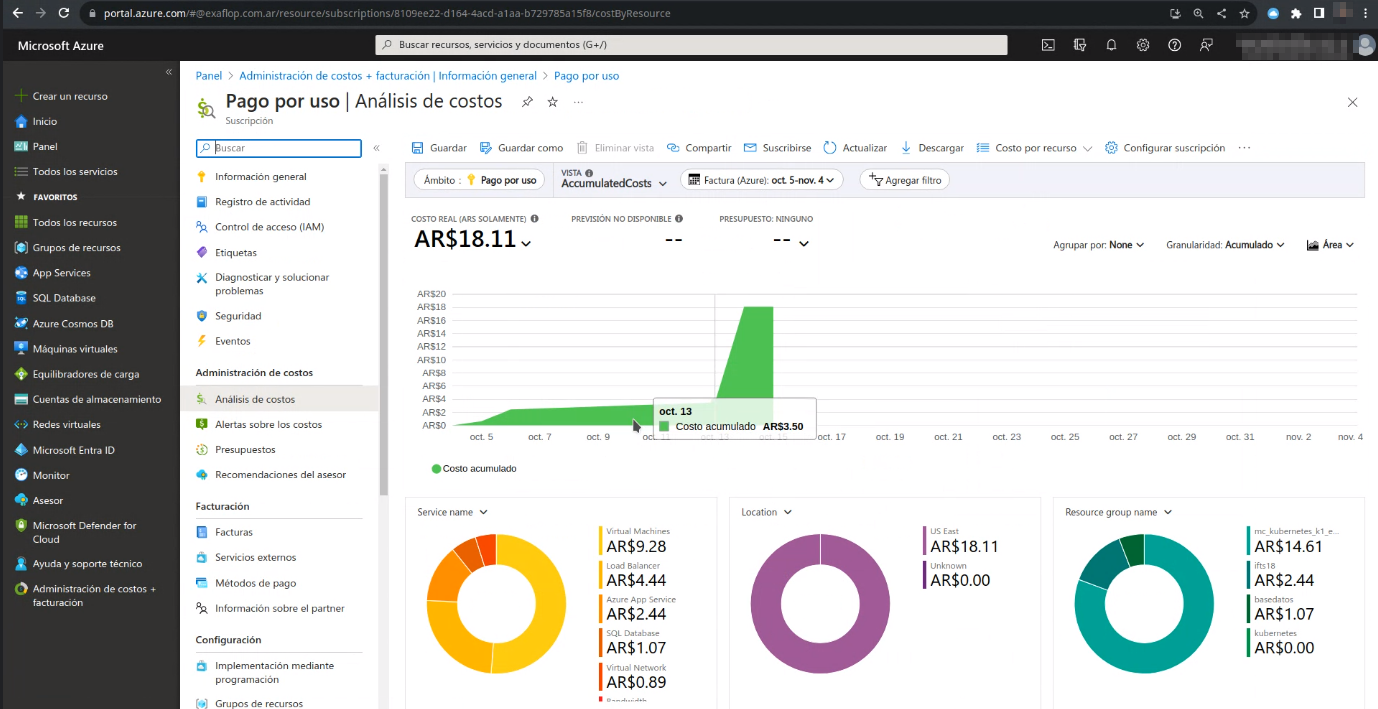 portal.azure.com/#@exaflop.com.ar/resource/subscriptions/8109ee22-d164-4acd-a1aa-b729785a15f8/costByResource
Microsoft Azure
Buscar recursos, servicios y documentos (G+/)
Crear un recurso
Inicio
Panel
Todos los servicios
FAVORITOS
Todos los recursos
Grupos de recursos
App Services
SQL Database
Azure Cosmos DB
Máquinas virtuales
Equilibradores de carga
Cuentas de almacenamiento
Redes virtuales
Microsoft Entra ID
Monitor
Asesor
Microsoft Defender for
Cloud
Ayuda y soporte técnico
Administración de costos +
facturación
Panel > Administración de costos + facturación | Información general > Pago por uso
Pago por uso | Análisis de costos
Suscripción
Buscar
Información general
Registro de actividad
Control de acceso (IAM)
Etiquetas
Diagnosticar y solucionar
problemas
Seguridad
Eventos
Administración de costos
Análisis de costos
Alertas sobre los costos
Presupuestos
Recomendaciones del asesor
Facturación
Facturas
Servicios externos
Métodos de pago
Información sobre el partner
Configuración
Implementación mediante
programación
Grupos de recursos
Guardar Guardar como Eliminar vista Compartir Suscribirse Actualizar Descargar Costo por recurso Configurar suscripción
Ámbito : Pago por uso
VISTA
AccumulatedCosts
Factura (Azure): oct. 5-nov. 4
Agregar filtro
COSTO REAL (ARS SOLAMENTE)
AR$18.11
PREVISIÓN NO DISPONIBLE
--
PRESUPUESTO: NINGUNO
--
Agrupar por: None
Granularidad: Acumulado
Área
AR$20
AR$18
AR$16
AR$14
AR$12
AR$10
AR$8
AR$6
AR$4
AR$2
AR$0
oct. 13
Costo acumulado AR$3.50
oct. 5 oct. 7 oct. 9 oct. 11 oct. 13 oct. 15 oct. 17 oct. 19 oct. 21 oct. 23 oct. 25 oct. 27 oct. 29 oct. 31 nov. 2 nov. 4
Costo acumulado
Service name
Virtual Machines
AR$9.28
Load Balancer
AR$4.44
Azure App Service
AR$2.44
SQL Database
AR$1.07
Virtual Network
AR$0.89
Bandwidth
Location
US East
AR$18.11
Unknown
AR$0.00
Resource group name
mc_kubernetes_k1_e...
AR$14.61
ifts18
AR$2.44
basedatos
AR$1.07
kubernetes
AR$0.00